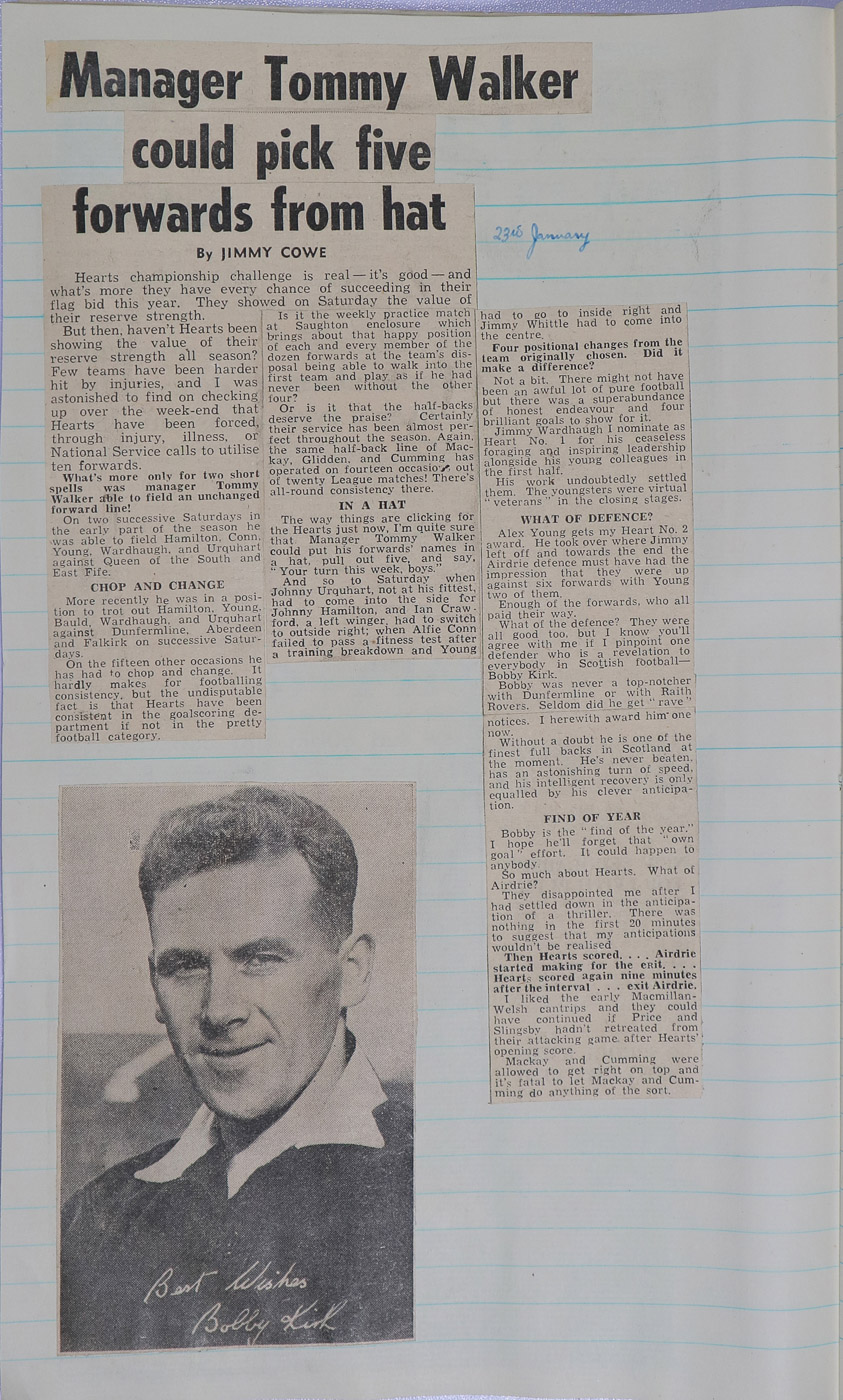 Manager Tommy Walker
could pick five
forwards from hat
By JIMMY COWE
23rd January
Hearts championship challenge is real — it's good — and
what's more they have every chance of succeeding in their
flag bid this year. They showed on Saturday the value of
their reserve strength.
But then, haven't Hearts been
showing the value of their
reserve strength all season?
Few teams have been harder
hit by injuries, and I was
astonished to find on checking
up over the week-end that
Hearts have been forced,
through injury, illness, or
National Service calls to utilise
ten forwards.
What's more only for two short
spells was manager Tommy
Walker able to field an unchanged
forward line!
On two successive Saturdays in
the early part of the season he
was able to field Hamilton, Conn,
Young, Wardhaugh, and Urquhart
against Queen of the South and
East Fife.
CHOP AND CHANGE
More recently he was in a posi-
tion to trot out Hamilton, Young,
Bauld, Wardhaugh, and Urquhart
against Dunfermline, Aberdeen
and Falkirk on successive Satur-
days.
On the fifteen other occasions he
has had to chop and change. It
hardly makes for footballing
consistency, but the undisputable
fact is that Hearts have been
consistent in the goalscoring de-
partment if not in the pretty
football category.
Is it the weekly practice match
at Saughton enclosure which
brings about that happy position
of each and every member of the
dozen forwards at the team's dis-
posal being able to walk into the
first team and play as if he had
never been without the other
four?
Or is it that the half-backs
deserve the praise? Certainly
their service has been almost per-
fect throughout the season. Again,
the same half-back line of Mac-
kay, Glidden, and Cumming has
operated on fourteen occasions out
of twenty League matches! There's
all-round consistency there.
IN A HAT
The way things are clicking for
the Hearts just now, I'm quite sure
that Manager Tommy Walker
could put his forwards' names in
a hat, pull out five, and say,
"Your turn this week, boys."
And so to Saturday when
Johnny Urquhart, not at his fittest,
had to come into the side for
Johnny Hamilton, and Ian Craw-
ford, a left winger, had to switch
to outside right; when Alfie Conn
failed to pass a fitness test after
a training breakdown and Young
had to go to inside right and
Jimmy Whittle had to come into
the centre.
Four positional changes from the
team originally chosen. Did it
make a difference?
Not a bit. There might not have
been an awful lot of pure football
but there was a superabundance
of honest endeavour and four
brilliant goals to show for it.
Jimmy Wardhaugh I nominate as
Heart No. 1 for his ceaseless
foraging and inspiring leadership
alongside his young colleagues in
the first half.
His work undoubtedly settled
them. The youngsters were virtual
"veterans" in the closing stages.
WHAT OF DEFENCE?
Alex Young gets my Heart No. 2
award. He took over where Jimmy
left off and towards the end the
Airdrie defence must have had the
impression that they were up
against six forwards with Young
two of them.
Enough of the forwards, who all
paid their way.
What of the defence? They were
all good too, but I know you'll
agree with me if I pinpoint one
defender who is a revelation to
everybody in Scottish football—
Bobby Kirk.
Bobby was never a top-notcher
with Dunfermline or with Raith
Rovers. Seldom did he get "rave"
notices. I herewith award him one
now.
Without a doubt he is one of the
finest full backs in Scotland at
the moment. He's never beaten,
has an astonishing turn of speed,
and his intelligent recovery is only
equalled by his clever anticipa-
tion.
FIND OF YEAR
Bobby is the "find of the year."
I hope he'll forget that "own
goal" effort. It could happen to
anybody.
So much about Hearts. What of
Airdrie?
They disappointed me after I
had settled down in the anticipa-
tion of a thriller. There was
nothing in the first 20 minutes
to suggest that my anticipations
wouldn't be realised
Then Hearts scored. . . . Airdrie
started making for the exit. . . .
Hearts scored again nine minutes
after the interval . . . exit Airdrie.
I liked the early Macmillan-
Welsh cantrips and they could
have continued if Price and
Slingsby hadn't retreated from
their attacking game after Hearts'
opening score.
Mackay and Cumming were
allowed to get right on top and
it's fatal to let Mackay and Cum-
ming do anything of the sort.
Best Wishes
Bobby Kirk